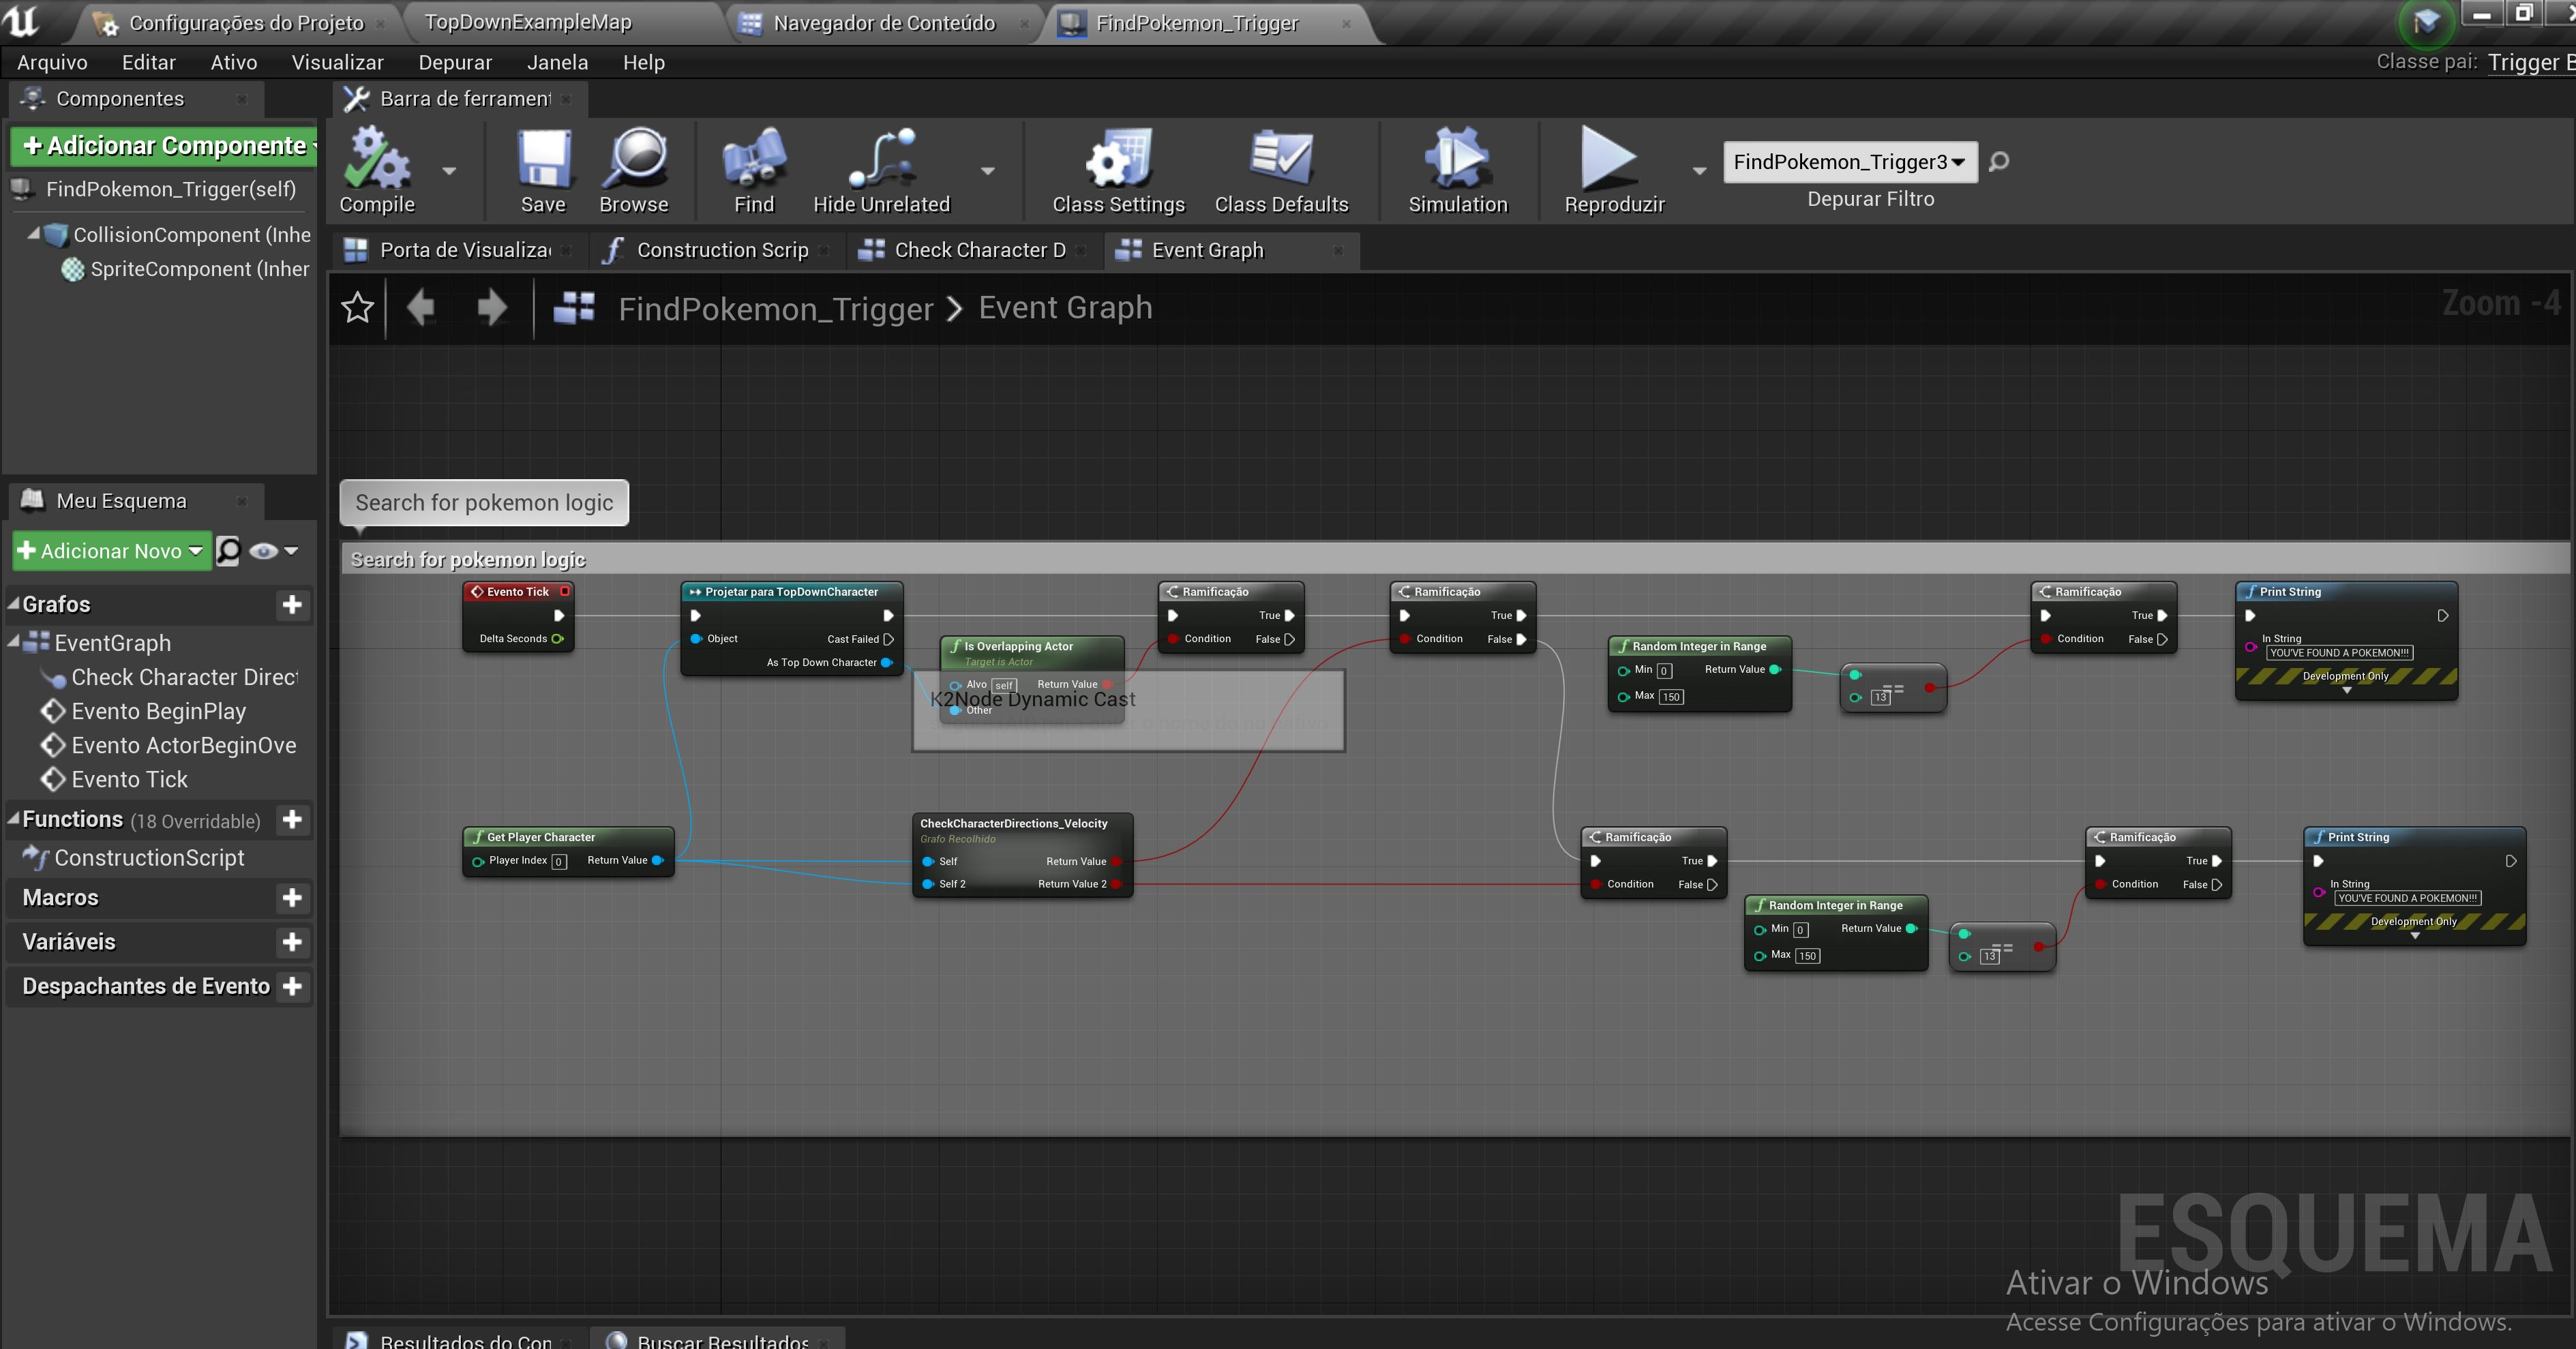 Configurações do Projeto
TopDownExampleMap
Navegador de Conteúdo
FindPokemon_Trigger
Arquivo Editar Ativo Visualizar Depurar Janela Help
Classe pai: Trigger B
Componentes
Barra de ferrament
+ Adicionar Componente
FindPokemon_Trigger(self)
CollisionComponent (Inhe
SpriteComponent (Inher
Compile
Save
Browse
Find
Hide Unrelated
Class Settings
Class Defaults
Simulation
Reproduzir
FindPokemon_Trigger3
Depurar Filtro
Porta de Visualiza
Construction Scrip
Check Character D
Event Graph
FindPokemon_Trigger > Event Graph
Zoom -4
Meu Esquema
+ Adicionar Novo
Grafos
EventGraph
Check Character Direct
Evento BeginPlay
Evento ActorBeginOve
Evento Tick
Functions (18 Overridable)
ConstructionScript
Macros
Variáveis
Despachantes de Evento
Search for pokemon logic
Search for pokemon logic
Evento Tick
Delta Seconds
Projetar para TopDownCharacter
Object
Cast Failed
As Top Down Character
Is Overlapping Actor
Target is Actor
Alvo self Return Value
Other
K2Node Dynamic Cast
Ramificação
True
Condition False
Ramificação
True
Condition False
Random Integer in Range
Min 0 Return Value
Max 150
==
13
Ramificação
True
Condition False
Print String
In String
YOU'VE FOUND A POKEMON!!!
Development Only
Get Player Character
Player Index 0 Return Value
CheckCharacterDirections_Velocity
Grafo Recolhido
Self Return Value
Self 2 Return Value 2
Ramificação
True
Condition False
Random Integer in Range
Min 0 Return Value
Max 150
==
13
Ramificação
True
Condition False
Print String
In String
YOU'VE FOUND A POKEMON!!!
Development Only
ESQUEMA
Ativar o Windows
Acesse Configurações para ativar o Windows.
Resultados do Con
Buscar Resultados